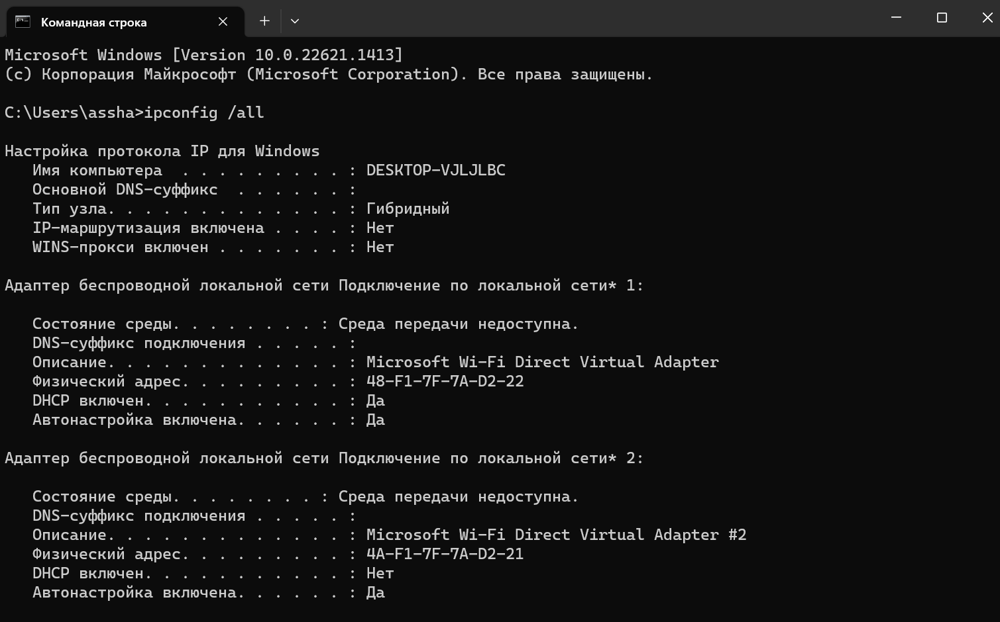 Командная строка
Microsoft Windows [Version 10.0.22621.1413]
(c) Корпорация Майкрософт (Microsoft Corporation). Все права защищены.
C:\Users\assha>ipconfig /all
Настройка протокола IP для Windows
Имя компьютера  . . . . . . . . . : DESKTOP-VJLJLBC
Основной DNS-суффикс  . . . . . . :
Тип узла. . . . . . . . . . . . . : Гибридный
IP-маршрутизация включена . . . . : Нет
WINS-прокси включен . . . . . . . : Нет
Адаптер беспроводной локальной сети Подключение по локальной сети* 1:
Состояние среды. . . . . . . . : Среда передачи недоступна.
DNS-суффикс подключения . . . . . :
Описание. . . . . . . . . . . . . : Microsoft Wi-Fi Direct Virtual Adapter
Физический адрес. . . . . . . . . : 48-F1-7F-7A-D2-22
DHCP включен. . . . . . . . . . . : Да
Автонастройка включена. . . . . . : Да
Адаптер беспроводной локальной сети Подключение по локальной сети* 2:
Состояние среды. . . . . . . . : Среда передачи недоступна.
DNS-суффикс подключения . . . . . :
Описание. . . . . . . . . . . . . : Microsoft Wi-Fi Direct Virtual Adapter #2
Физический адрес. . . . . . . . . : 4A-F1-7F-7A-D2-21
DHCP включен. . . . . . . . . . . : Нет
Автонастройка включена. . . . . . : Да